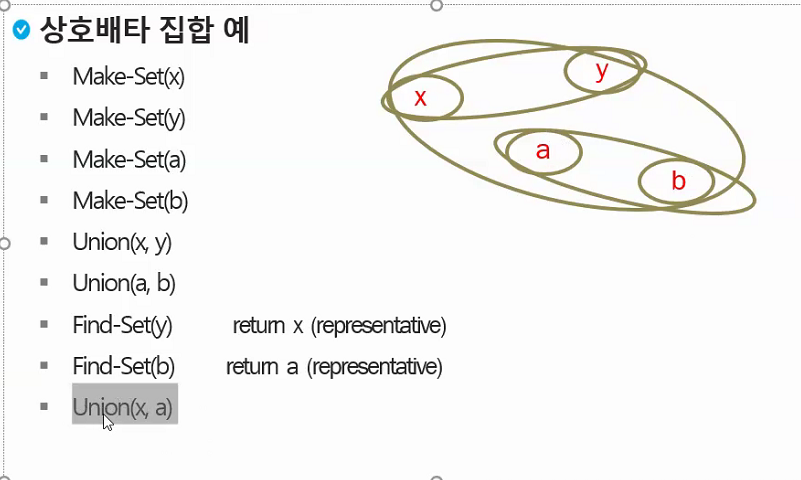 상호배타 집합 예
Make-Set(x)
Make-Set(y)
Make-Set(a)
Make-Set(b)
Union(x, y)
Union(a, b)
Find-Set(y) return x (representative)
Find-Set(b) return a (representative)
Union(x, a)
x
y
a
b